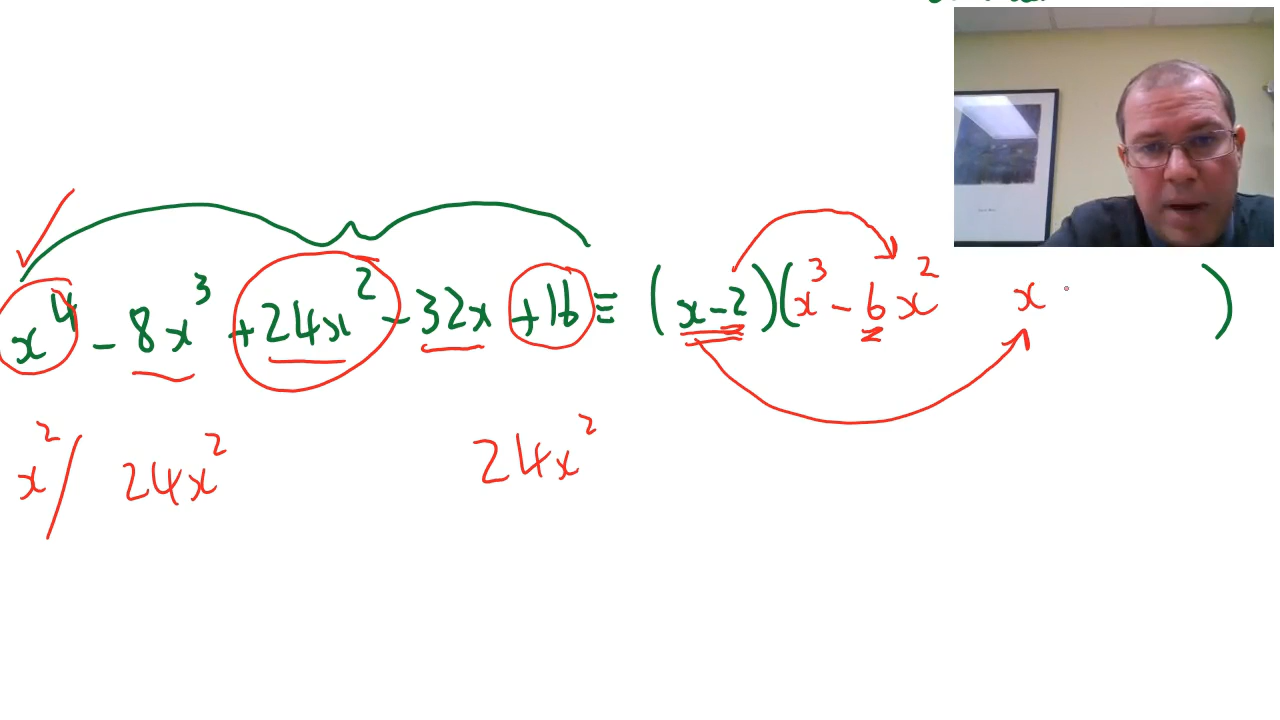 x⁴ - 8x³ + 24x² - 32x + 16 ≡ (x-2)(x³ - 6x² x )
x² / 24x² 24x²